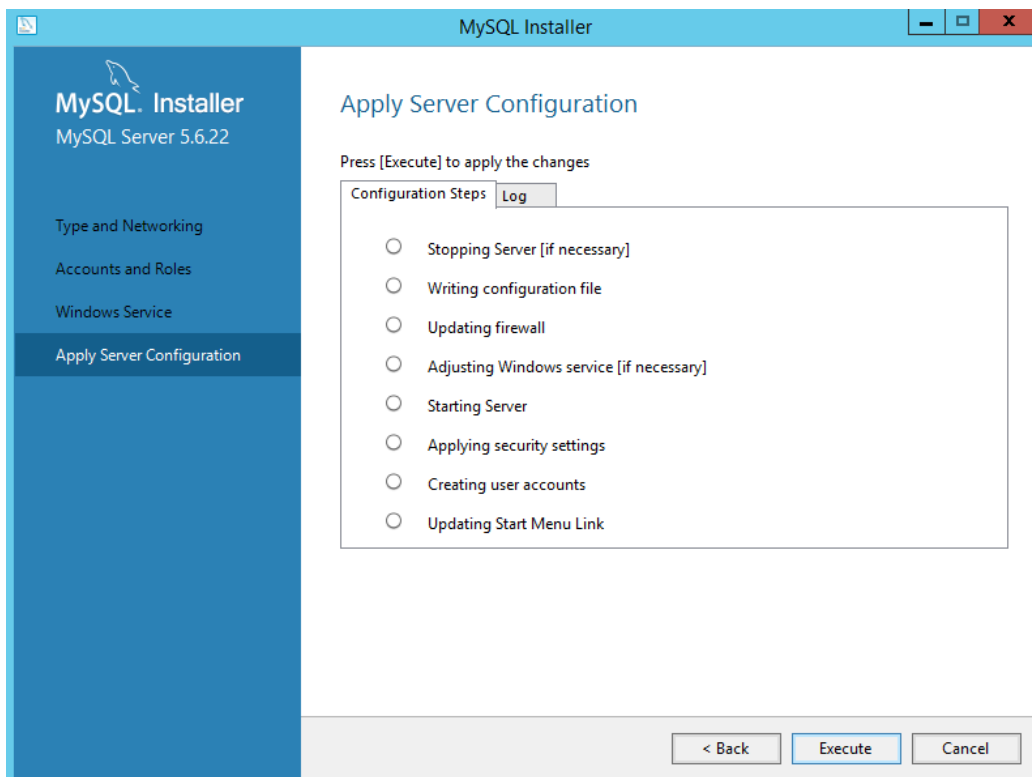 MySQL Installer
MySQL. Installer
MySQL Server 5.6.22
Type and Networking
Accounts and Roles
Windows Service
Apply Server Configuration
Apply Server Configuration
Press [Execute] to apply the changes
Configuration Steps Log
Stopping Server [if necessary]
Writing configuration file
Updating firewall
Adjusting Windows service [if necessary]
Starting Server
Applying security settings
Creating user accounts
Updating Start Menu Link
< Back Execute Cancel